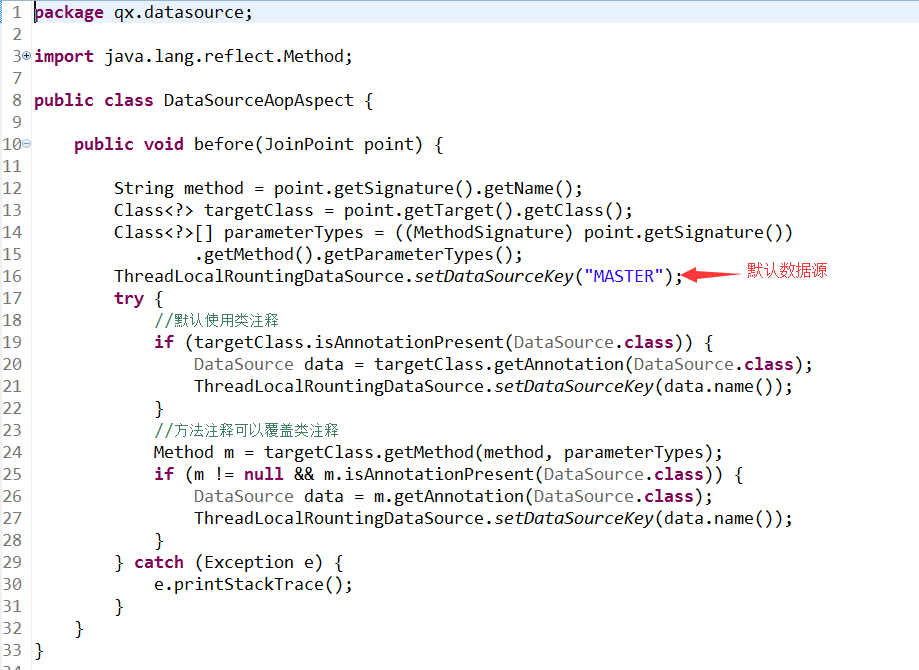 1 package qx.datasource;
2
3 import java.lang.reflect.Method;
7
8 public class DataSourceAopAspect {
9
10 public void before(JoinPoint point) {
11
12 String method = point.getSignature().getName();
13 Class<?> targetClass = point.getTarget().getClass();
14 Class<?>[] parameterTypes = ((MethodSignature) point.getSignature())
15 .getMethod().getParameterTypes();
16 ThreadLocalRountingDataSource.setDataSourceKey("MASTER"); 默认数据源
17 try {
18 //默认使用类注释
19 if (targetClass.isAnnotationPresent(DataSource.class)) {
20 DataSource data = targetClass.getAnnotation(DataSource.class);
21 ThreadLocalRountingDataSource.setDataSourceKey(data.name());
22 }
23 //方法注释可以覆盖类注释
24 Method m = targetClass.getMethod(method, parameterTypes);
25 if (m != null && m.isAnnotationPresent(DataSource.class)) {
26 DataSource data = m.getAnnotation(DataSource.class);
27 ThreadLocalRountingDataSource.setDataSourceKey(data.name());
28 }
29 } catch (Exception e) {
30 e.printStackTrace();
31 }
32 }
33 }